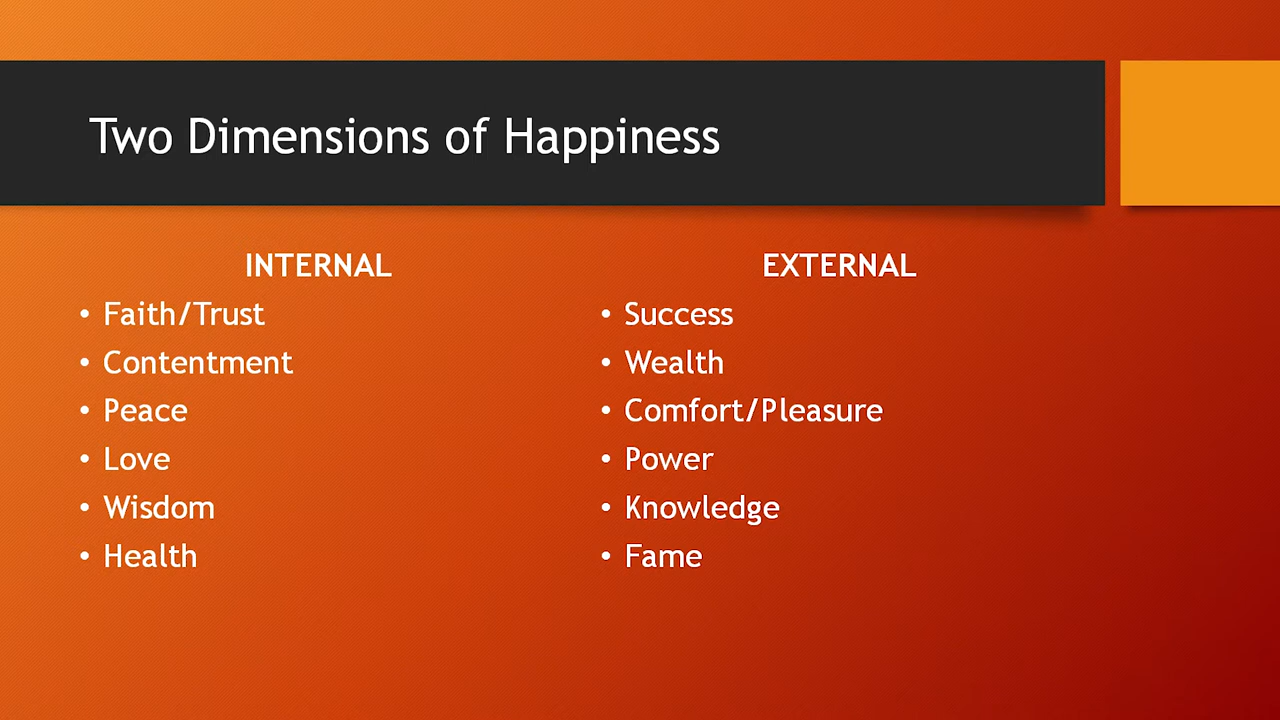 Two Dimensions of Happiness
INTERNAL
• Faith/Trust
• Contentment
• Peace
• Love
• Wisdom
• Health
EXTERNAL
• Success
• Wealth
• Comfort/Pleasure
• Power
• Knowledge
• Fame